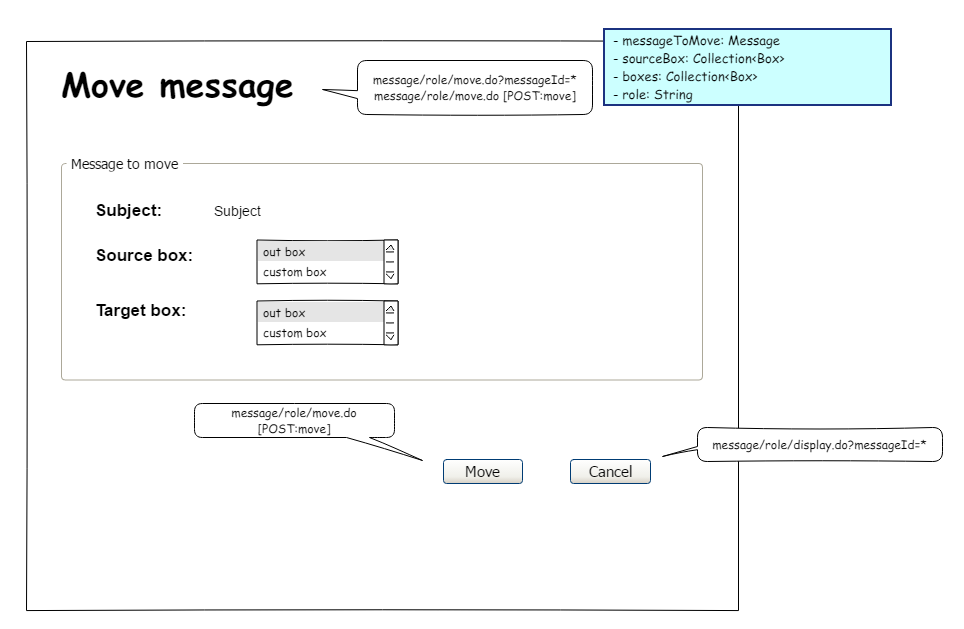 - messageToMove: Message
- sourceBox: Collection<Box>
- boxes: Collection<Box>
- role: String
Move message
message/role/move.do?messageId=*
message/role/move.do [POST:move]
Message to move
Subject: Subject
Source box:
out box
custom box
Target box:
out box
custom box
message/role/move.do
[POST:move]
message/role/display.do?messageId=*
Move
Cancel